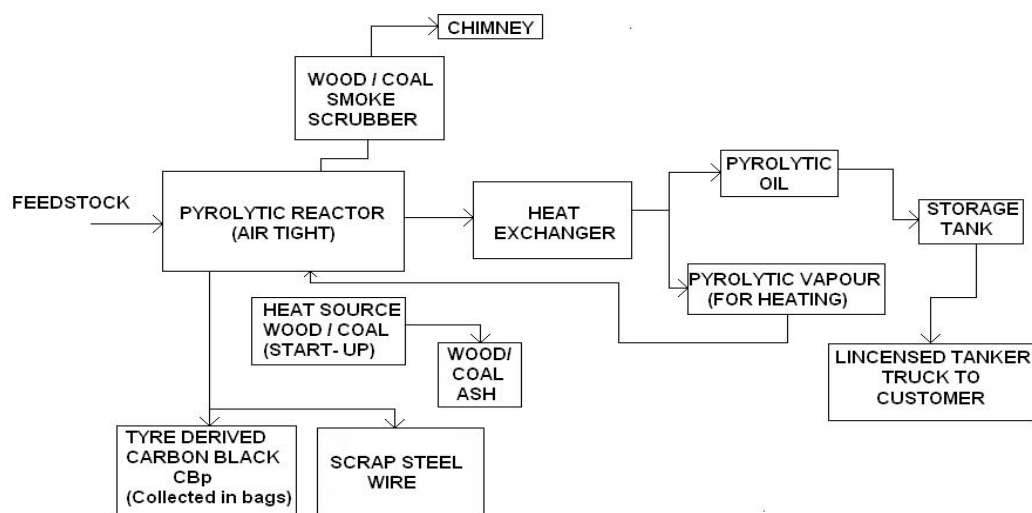 CHIMNEY
WOOD / COAL
SMOKE
SCRUBBER
FEEDSTOCK
PYROLYTIC REACTOR
(AIR TIGHT)
HEAT
EXCHANGER
PYROLYTIC
OIL
STORAGE
TANK
PYROLYTIC VAPOUR
(FOR HEATING)
HEAT SOURCE
WOOD / COAL
(START- UP)
WOOD/
COAL
ASH
LINCENSED TANKER
TRUCK TO
CUSTOMER
TYRE DERIVED
CARBON BLACK
CBp
(Collected in bags)
SCRAP STEEL
WIRE